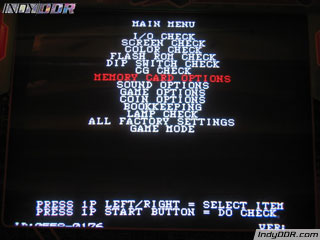 INDYDDR
MAIN MENU
I/O CHECK
SCREEN CHECK
COLOR CHECK
FLASH ROM CHECK
DIP SWITCH CHECK
CG CHECK
MEMORY CARD OPTIONS
SOUND OPTIONS
GAME OPTIONS
COIN OPTIONS
BOOKKEEPING
LAMP CHECK
ALL FACTORY SETTINGS
GAME MODE
PRESS 1P LEFT/RIGHT = SELECT ITEM
PRESS 1P START BUTTON = DO CHECK
VER:
IndyDDR.com